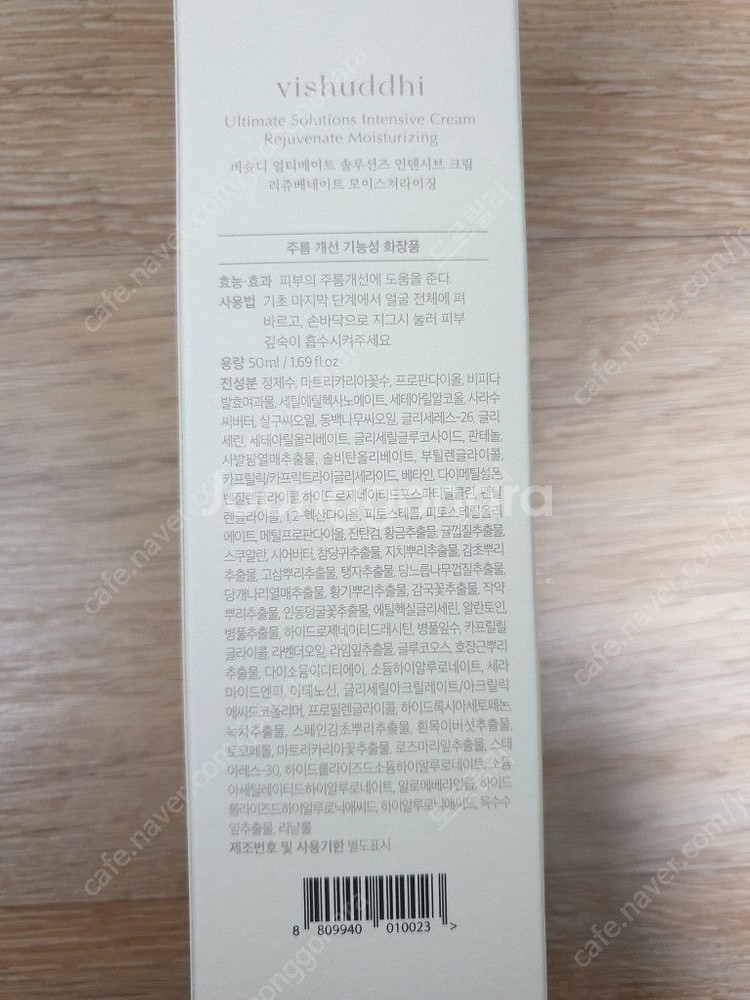 vishuddhi
Ultimate Solutions Intensive Cream
Rejuvenate Moisturizing
비슛디 얼티메이트 솔루션즈 인텐시브 크림
리쥬베네이트 모이스처라이징
주름 개선 기능성 화장품
효능·효과 피부의 주름개선에 도움을 준다.
사용법 기초 마지막 단계에서 얼굴 전체에 펴
바르고, 손바닥으로 지그시 눌러 피부
깊숙이 흡수시켜주세요
용량 50ml / 1.69 fl.oz
전성분 정제수, 마트리카리아꽃수, 프로판다이올, 비피다
발효여과물, 세틸에틸헥사노에이트, 세테아릴알코올, 사라수
씨버터, 살구씨오일, 동백나무씨오일, 글리세레스-26, 글리
세린, 세테아릴올리베이트, 글리세릴글루코사이드, 판테놀,
사발팜열매추출물, 솔비탄올리베이트, 부틸렌글라이콜,
카프릴릭/카프릭트라이글리세라이드, 베타인, 다이메틸설폰,
펜틸렌글라이콜, 하이드로제네이티드포스파티딜콜린,
렌글라이콜, 1,2-헥산다이올, 피토스테롤, 피토스테릴올리
에이트, 메틸프로판다이올, 잔탄검, 황금추출물, 귤껍질추출물,
스쿠알란, 시어버터, 참당귀추출물, 지치뿌리추출물, 감초뿌리
추출물, 고삼뿌리추출물, 탱자추출물, 당느릅나무껍질추출물,
당개나리열매추출물, 황기뿌리추출물, 감국꽃추출물, 작약
뿌리추출물, 인동덩굴꽃추출물, 에틸헥실글리세린, 알란토인,
병풀추출물, 하이드로제네이티드레시틴, 병풀잎수, 카프릴릴
글라이콜, 라벤더오일, 라임잎추출물, 글루코오스, 호장근뿌리
추출물, 다이소듐이디티에이, 소듐하이알루로네이트, 세라
마이드엔피, 아데노신, 글리세릴아크릴레이트/아크릴릭
애씨드코폴리머, 프로필렌글라이콜, 하이드록시아세토페논,
녹차추출물, 스페인감초뿌리추출물, 흰목이버섯추출물,
토코페롤, 마트리카리아꽃추출물, 로즈마리잎추출물, 스테
아레스-30, 하이드롤라이즈드소듐하이알루로네이트, 소듐
아세틸레이티드하이알루로네이트, 알로에베라잎즙, 하이드
롤라이즈드하이알루로닉애씨드, 하이알루로닉애씨드, 옥수수
잎추출물, 리날룰
제조번호 및 사용기한 별도표시
8 809940 010023 >